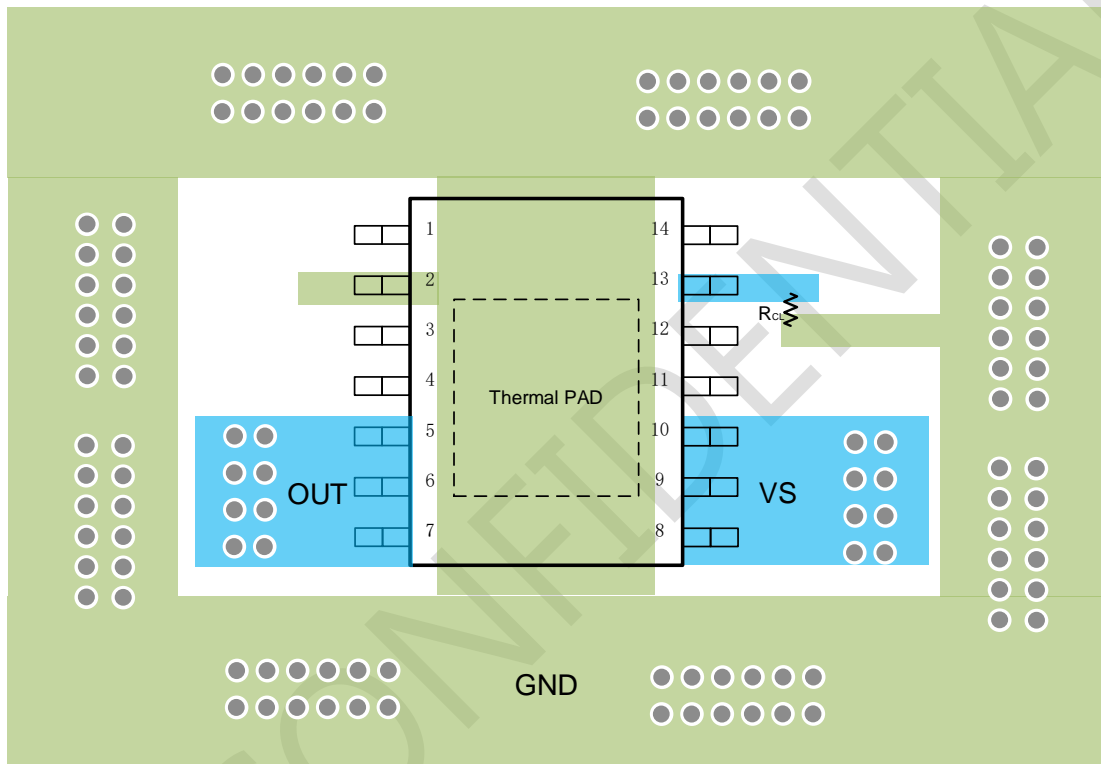 1 14
2 13
RCL
3 12
4 11
Thermal PAD
5 10
OUT 6 9 VS
7 8
GND
CONFIDENTIA